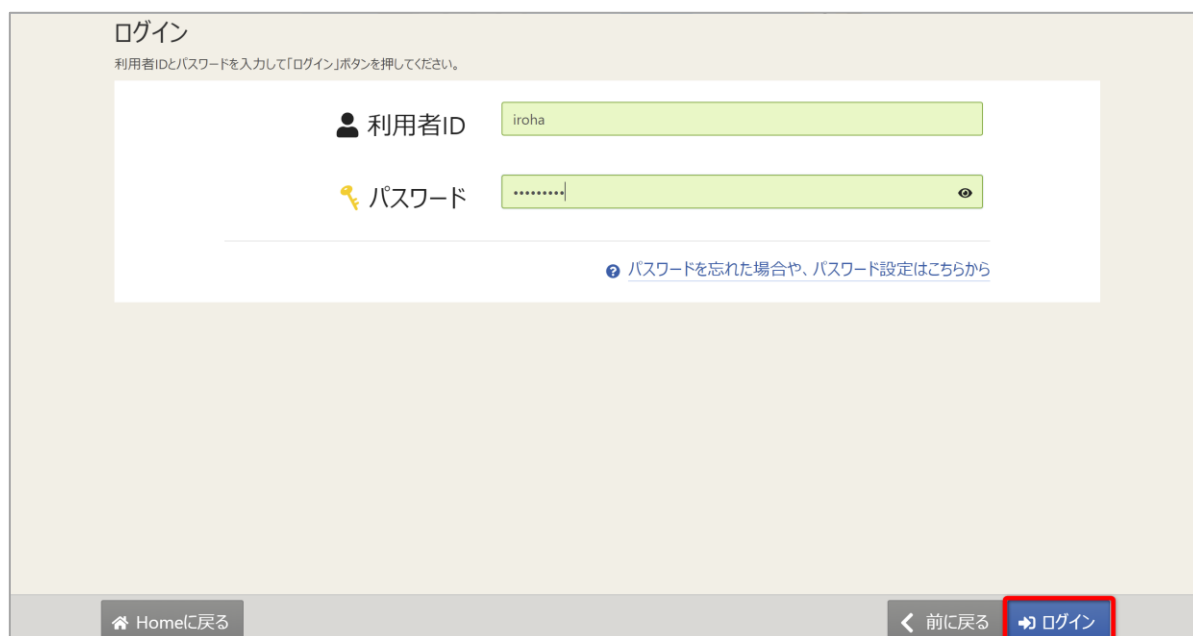 ログイン
利用者IDとパスワードを入力して「ログイン」ボタンを押してください。
利用者ID
iroha
パスワード
•••••••••
パスワードを忘れた場合や、パスワード設定はこちらから
Homeに戻る
前に戻る
ログイン